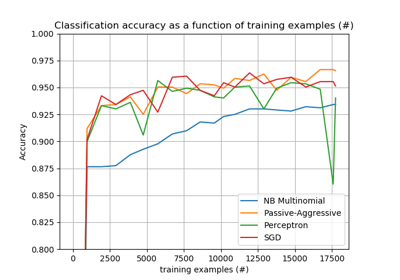 Classification accuracy as a function of training examples (#)
1.000
0.975
0.950
0.925
0.900
0.875
0.850
0.825
0.800
Accuracy
NB Multinomial
Passive-Aggressive
Perceptron
SGD
0 2500 5000 7500 10000 12500 15000 17500
training examples (#)